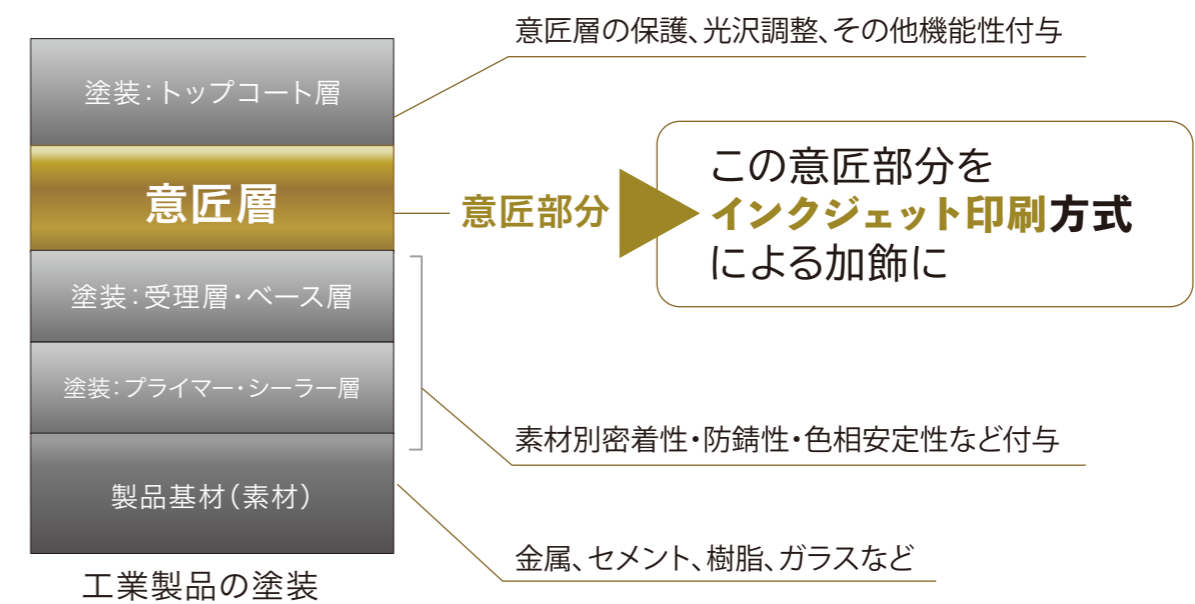 意匠層の保護、光沢調整、その他機能性付与
塗装：トップコート層
意匠層
意匠部分
この意匠部分を
インクジェット印刷方式
による加飾に
塗装：受理層・ベース層
塗装：プライマー・シーラー層
素材別密着性・防錆性・色相安定性など付与
製品基材（素材）
金属、セメント、樹脂、ガラスなど
工業製品の塗装